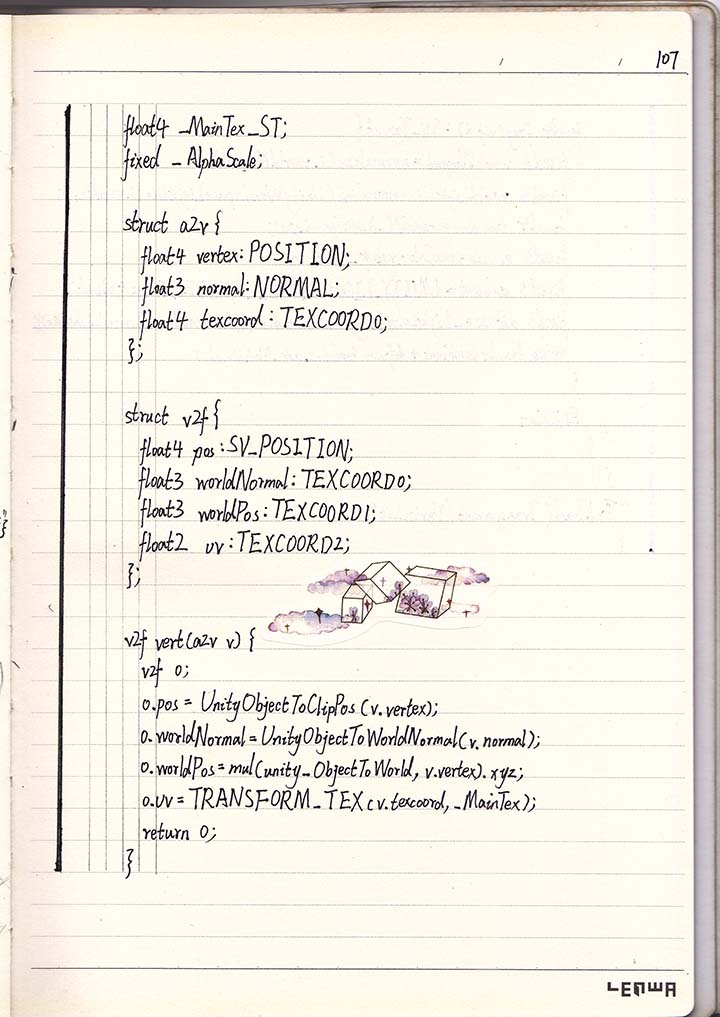 107
float4 _MainTex_ST;
fixed _AlphaScale;
struct a2v {
float4 vertex: POSITION;
float3 normal: NORMAL;
float4 texcoord : TEXCOORD0;
};
struct v2f {
float4 pos : SV_POSITION;
float3 worldNormal : TEXCOORD0;
float3 worldPos : TEXCOORD1;
float2 uv : TEXCOORD2;
};
v2f vert(a2v v) {
v2f o;
o.pos = UnityObjectToClipPos (v.vertex);
o.worldNormal = UnityObjectToWorldNormal(v.normal);
o.worldPos = mul(unity_ObjectToWorld, v.vertex).xyz;
o.uv = TRANSFORM_TEX(v.texcoord, _MainTex);
return o;
}